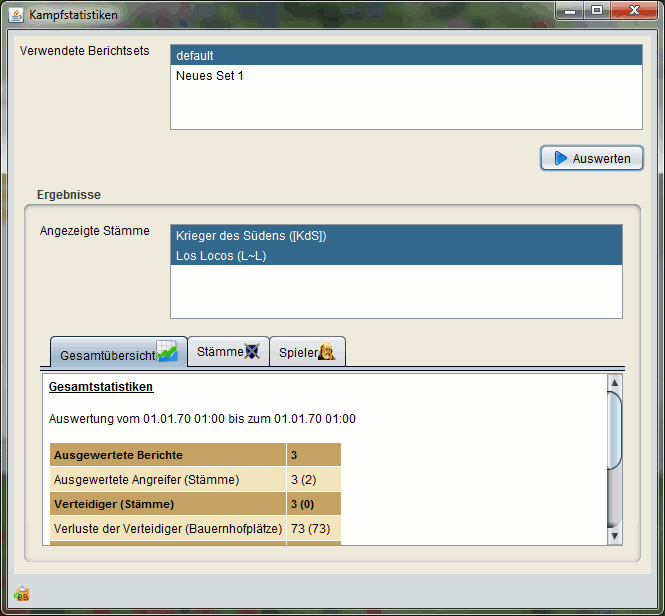 Kampfstatistiken
Verwendete Berichtsets
default
Neues Set 1
Auswerten
Ergebnisse
Angezeigte Stämme
Krieger des Südens ([KdS])
Los Locos (L~L)
Gesamtübersicht Stämme Spieler
Gesamtstatistiken
Auswertung vom 01.01.70 01:00 bis zum 01.01.70 01:00
Ausgewertete Berichte 3
Ausgewertete Angreifer (Stämme) 3 (2)
Verteidiger (Stämme) 3 (0)
Verluste der Verteidiger (Bauernhofplätze) 73 (73)
BB